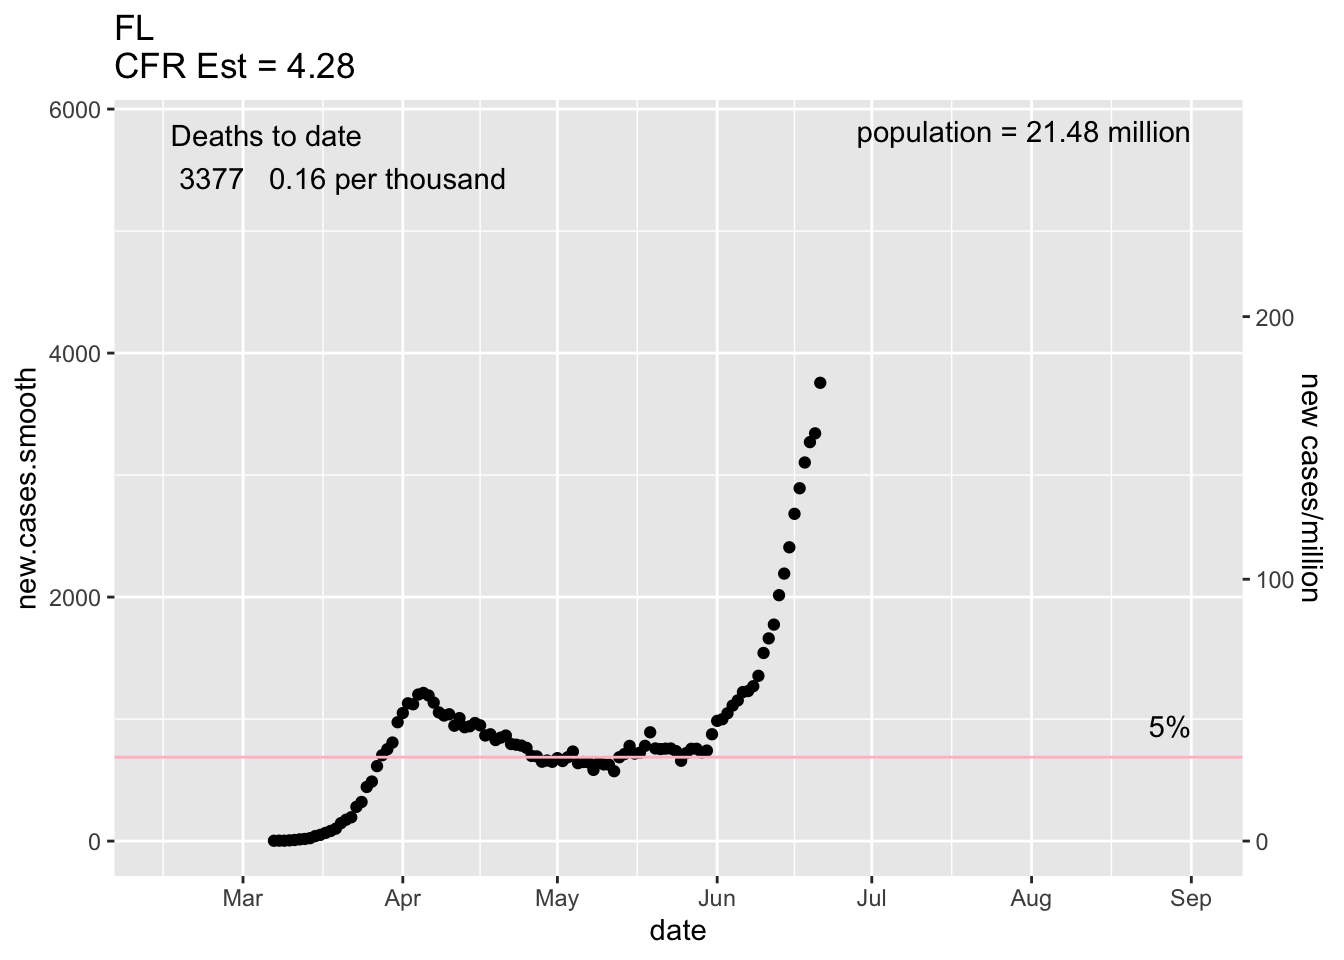 FL
CFR Est = 4.28
Deaths to date
3377 0.16 per thousand
population = 21.48 million
6000
4000
2000
0
new.cases.smooth
200
100
0
new cases/million
5%
Mar Apr May Jun Jul Aug Sep
date